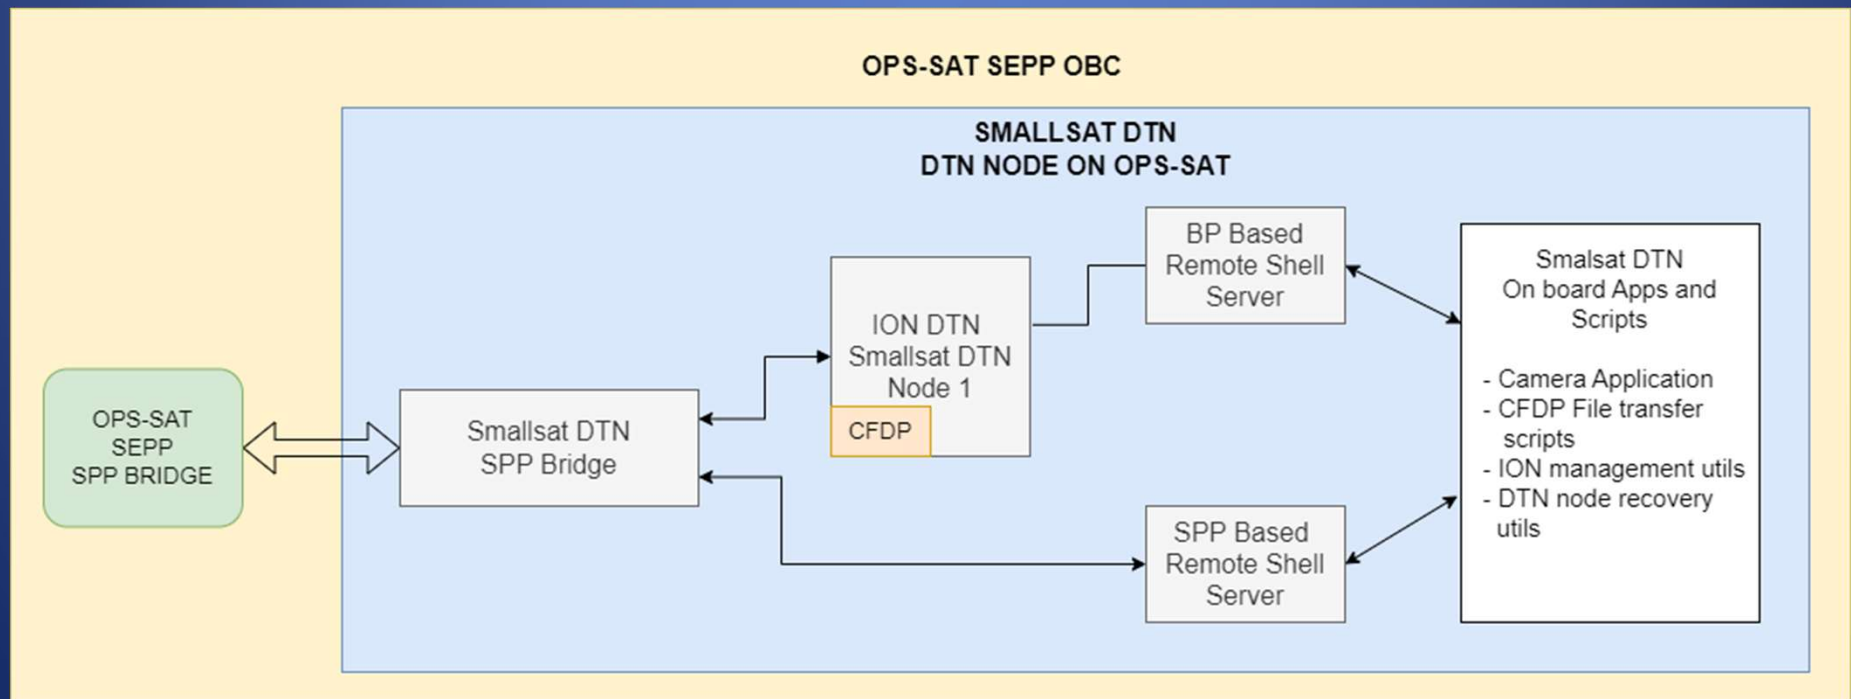 OPS-SAT SEPP OBC
SMALLSAT DTN
DTN NODE ON OPS-SAT
OPS-SAT
SEPP
SPP BRIDGE
Smallsat DTN
SPP Bridge
ION DTN
Smallsat DTN
Node 1
CFDP
BP Based
Remote Shell
Server
SPP Based
Remote Shell
Server
Smalsat DTN
On board Apps and
Scripts
- Camera Application
- CFDP File transfer
scripts
- ION management utils
- DTN node recovery
utils